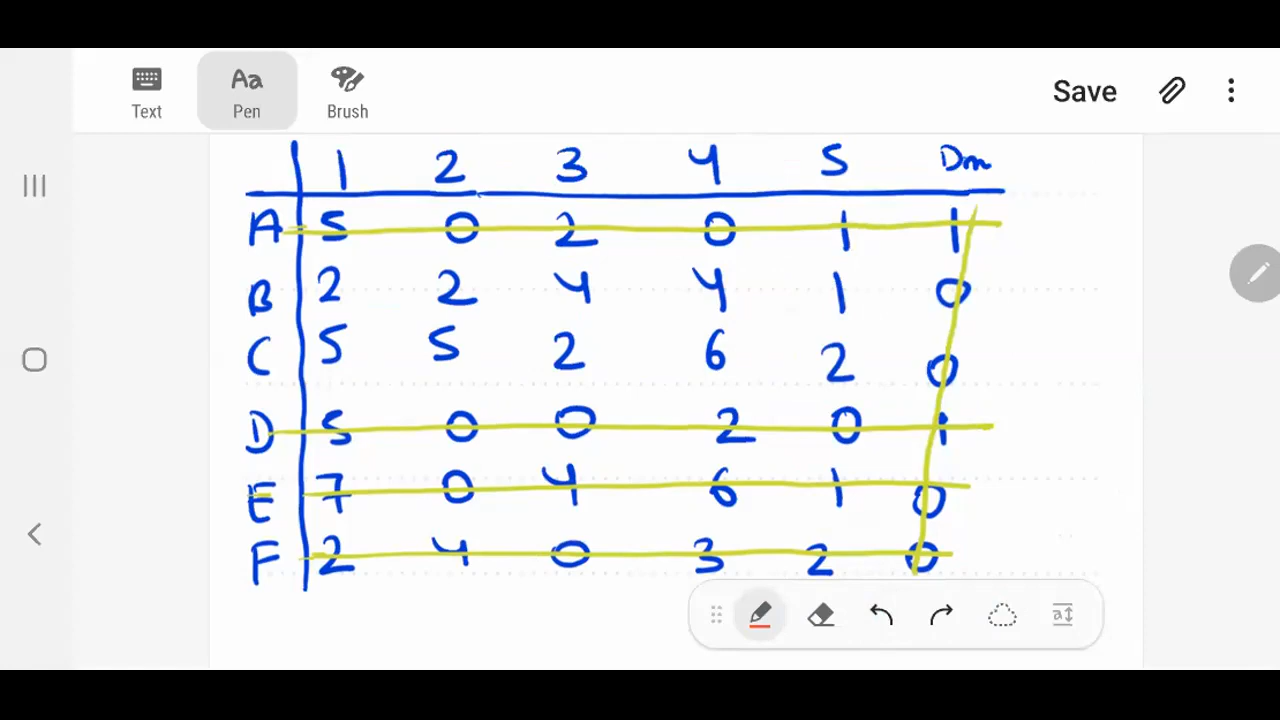 Text
Pen
Brush
Save
1 2 3 4 5 Dm
A 5 0 2 0 1 1
B 2 2 4 4 1 0
C 5 5 2 6 2 0
D 5 0 0 2 0 1
E 7 0 4 6 1 0
F 2 4 0 3 2 0